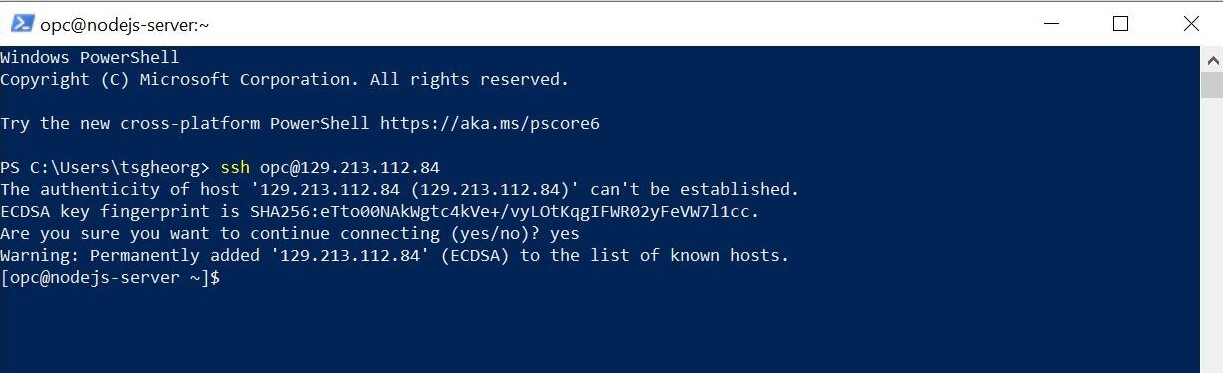 opc@nodejs-server:~
Windows PowerShell
Copyright (C) Microsoft Corporation. All rights reserved.
Try the new cross-platform PowerShell https://aka.ms/pscore6
PS C:\Users\tsgheorg> ssh opc@129.213.112.84
The authenticity of host '129.213.112.84 (129.213.112.84)' can't be established.
ECDSA key fingerprint is SHA256:eTto00NAkWgtc4kVe+/vyLOtKqgIFWR02yFeVW7l1cc.
Are you sure you want to continue connecting (yes/no)? yes
Warning: Permanently added '129.213.112.84' (ECDSA) to the list of known hosts.
[opc@nodejs-server ~]$